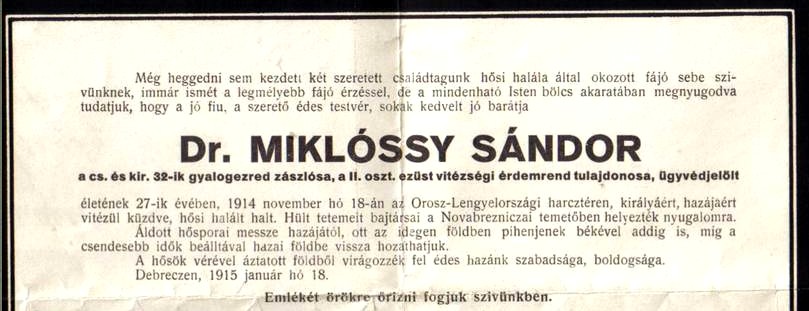 Még heggedni sem kezdett két szeretett családtagunk hősi halála által okozott fájó sebe szi-
vünknek, immár ismét a legmélyebb fájó érzéssel, de a mindenható Isten bölcs akaratában megnyugodva
tudatjuk, hogy a jó fiu, a szerető édes testvér, sokak kedvelt jó barátja
Dr. MIKLÓSSY SÁNDOR
a cs. és kir. 32-ik gyalogezred zászlósa, a II. oszt. ezüst vitézségi érdemrend tulajdonosa, ügyvédjelölt
életének 27-ik évében, 1914 november hó 18-án az Orosz-Lengyelországi harcztéren, királyáért, hazájaért
vitézül küzdve, hősi halált halt. Hült tetemeit bajtársai a Novabrezniczai temetőben helyezték nyugalomra.
Áldott hősporai messze hazájától, ott az idegen földben pihenjenek békével addig is, míg a
csendesebb idők beálltával hazai földbe vissza hozathatjuk.
A hősök vérével áztatott földből virágozzék fel édes hazánk szabadsága, boldogsága.
Debreczen, 1915 január hó 18.
Emlékét örökre őrizni fogjuk szivünkben.